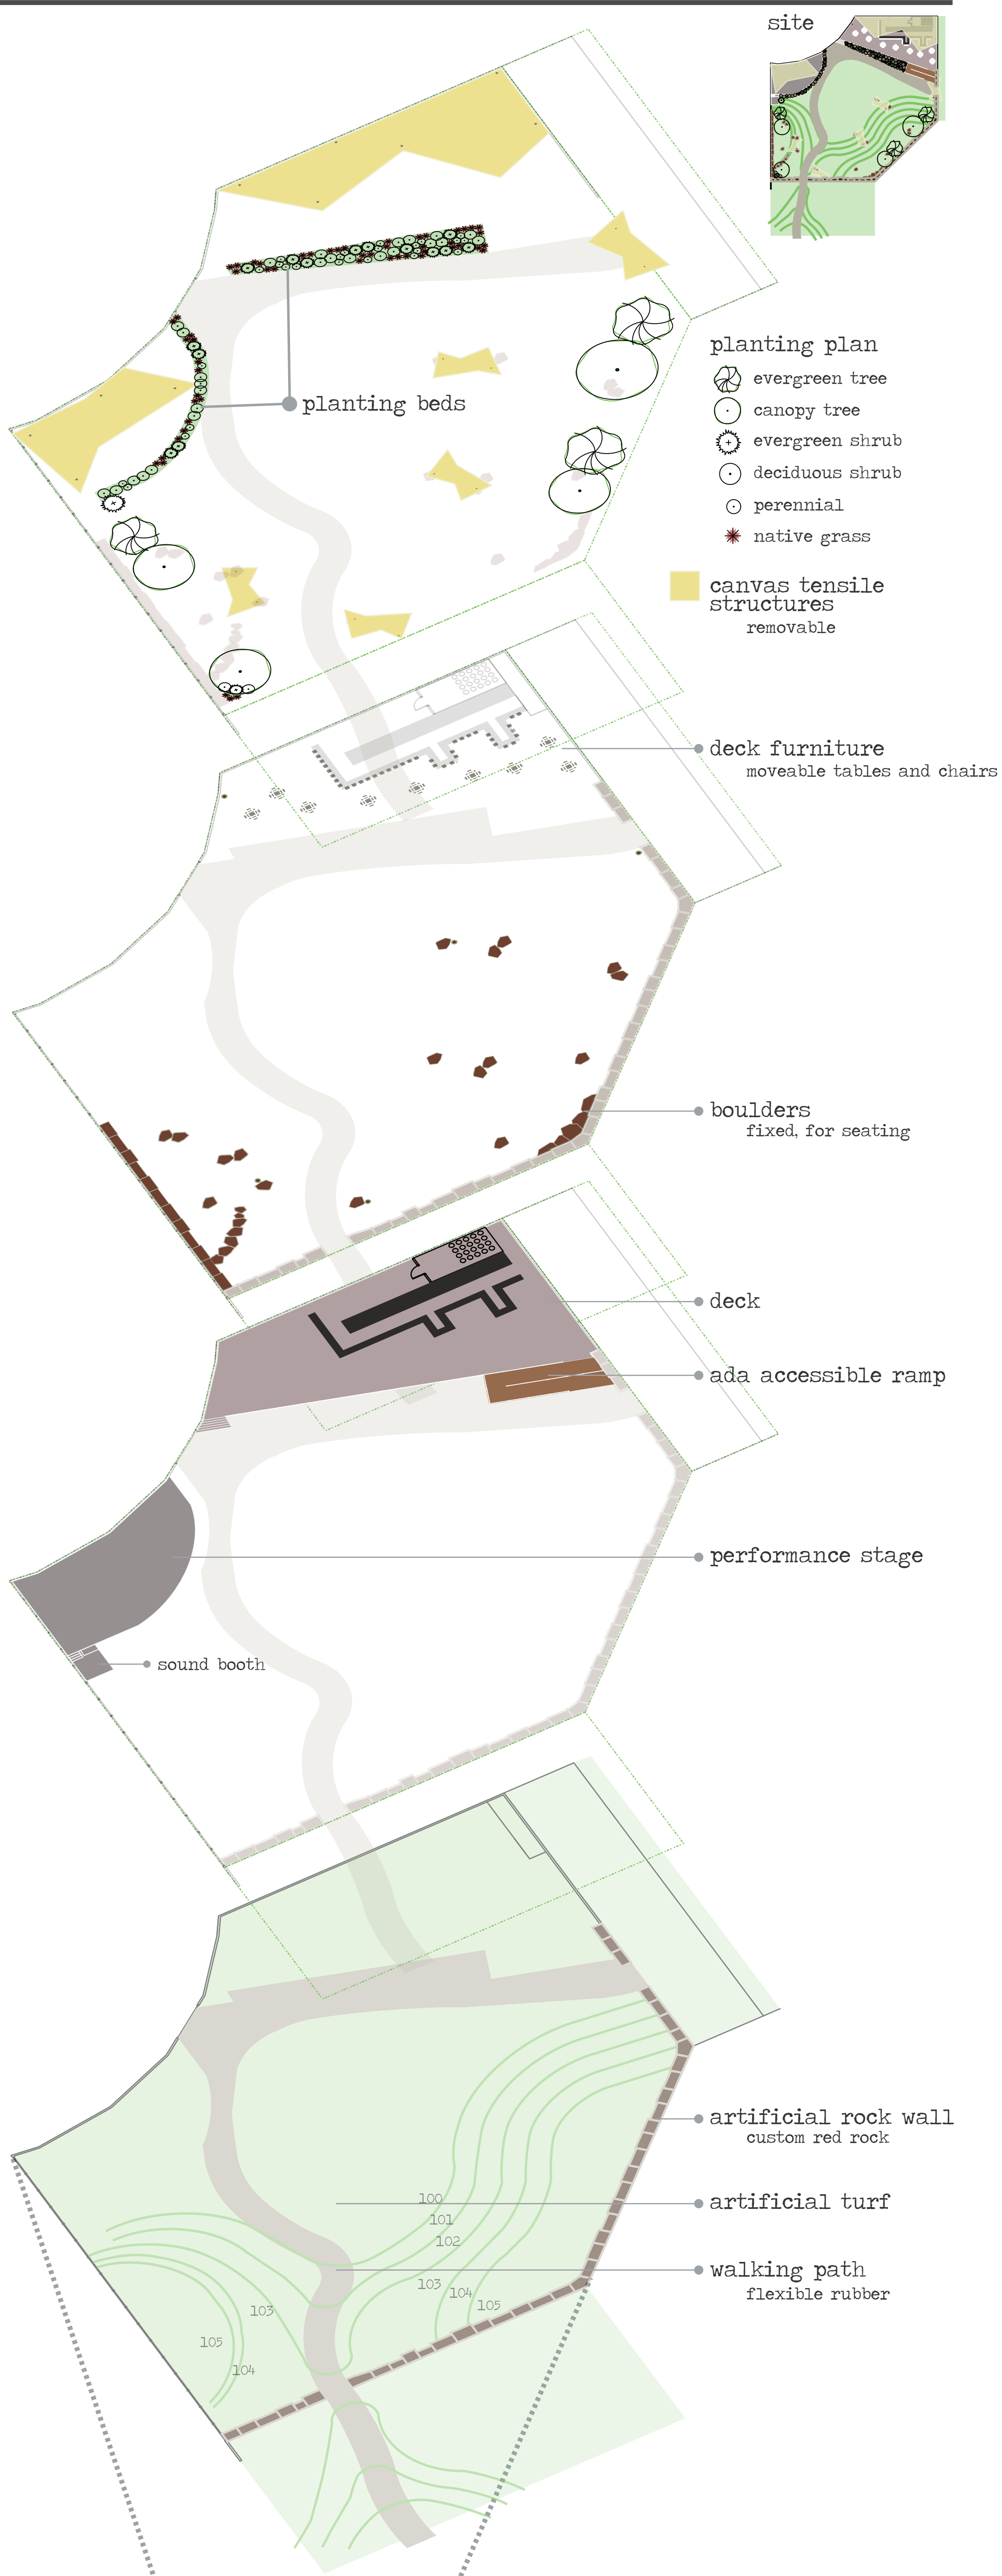 site
planting plan
evergreen tree
canopy tree
evergreen shrub
deciduous shrub
perennial
native grass
planting beds
canvas tensile
structures
removable
deck furniture
moveable tables and chairs
boulders
fixed, for seating
deck
ada accessible ramp
performance stage
sound booth
artificial rock wall
custom red rock
artificial turf
100
101
102
walking path
flexible rubber
103
104
105
103
105
104